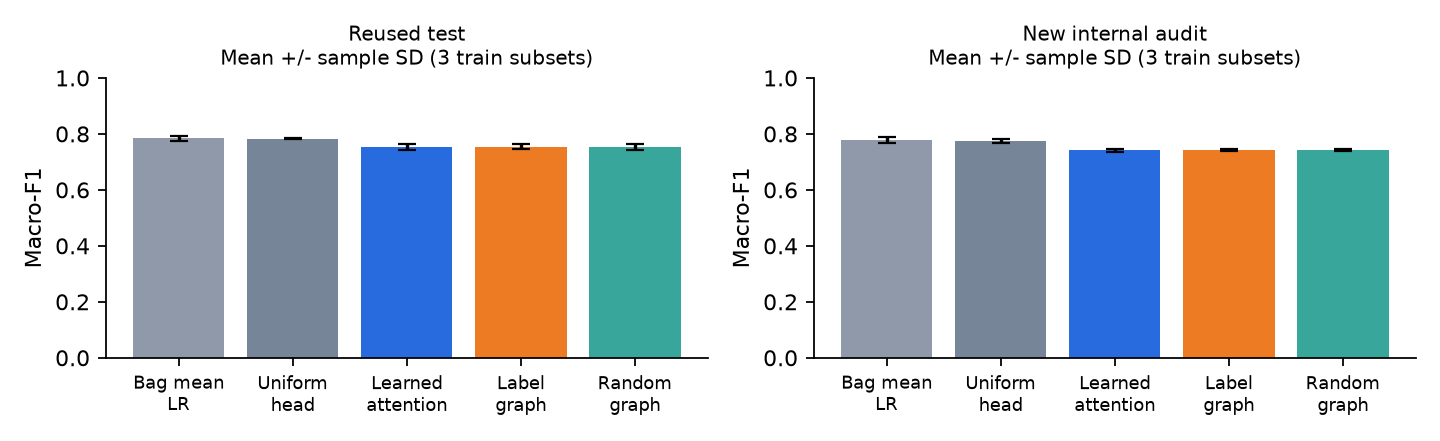 Reused test
Mean +/- sample SD (3 train subsets)
Macro-F1
1.0
0.8
0.6
0.4
0.2
0.0
Bag mean
LR
Uniform
head
Learned
attention
Label
graph
Random
graph
New internal audit
Mean +/- sample SD (3 train subsets)
Macro-F1
1.0
0.8
0.6
0.4
0.2
0.0
Bag mean
LR
Uniform
head
Learned
attention
Label
graph
Random
graph